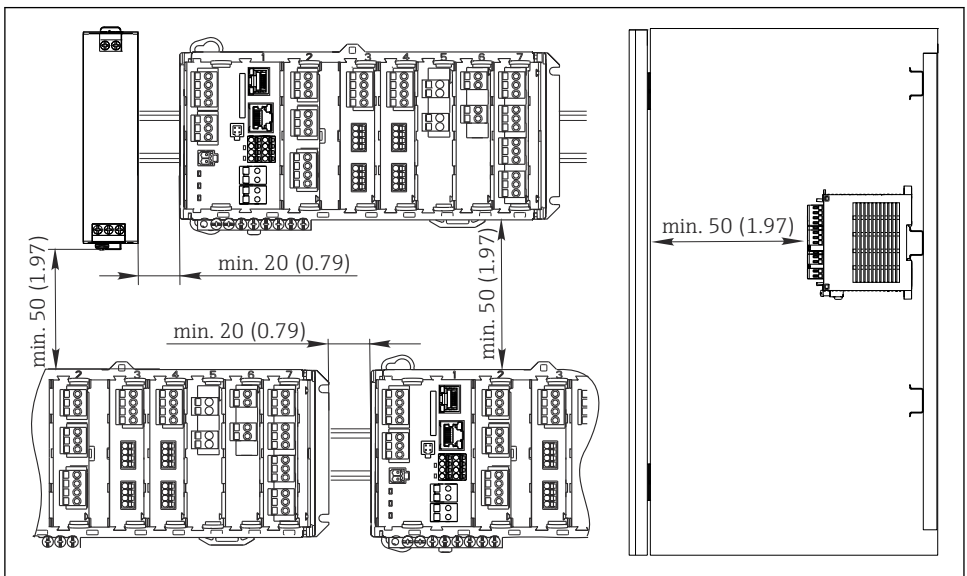 1 2 3 4 5 6 7
min. 50 (1.97)
min. 20 (0.79)
min. 50 (1.97)
min. 50 (1.97)
min. 20 (0.79)
2 3 4 5 6 7
1 2 3